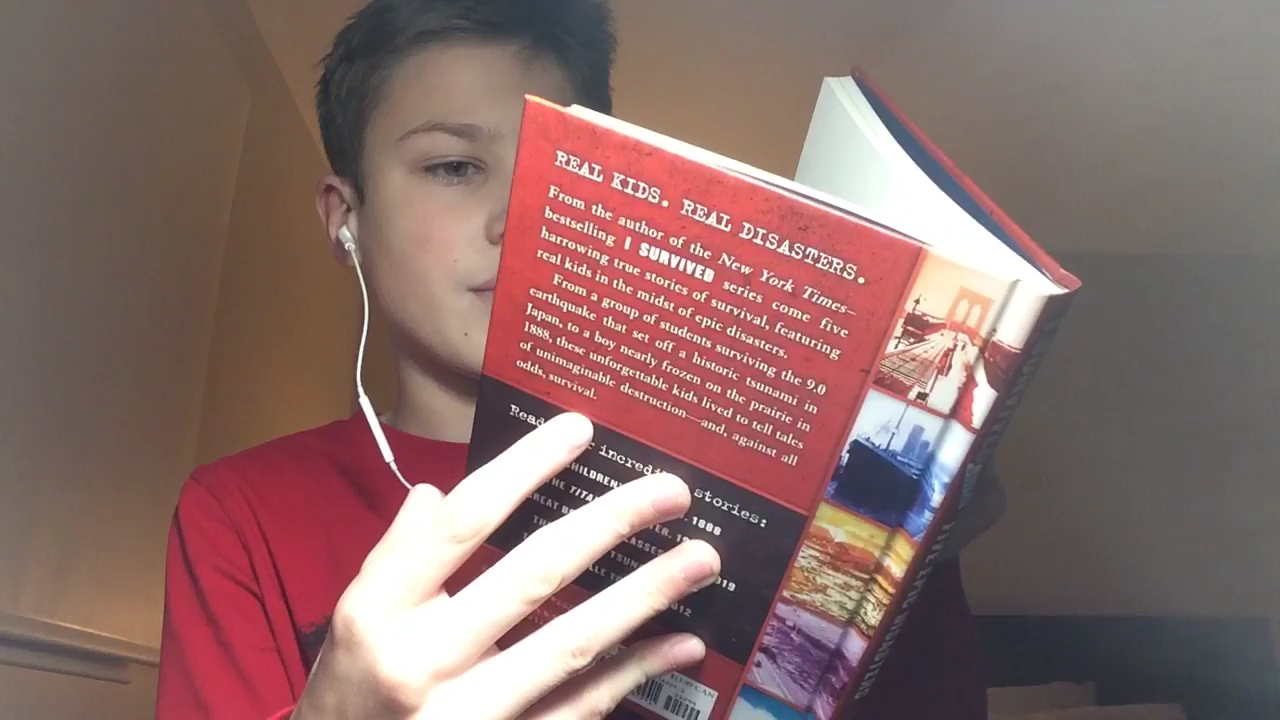 REAL KIDS. REAL DISASTERS.
From the author of the New York Times–
bestselling I SURVIVED series come five
harrowing true stories of survival, featuring
real kids in the midst of epic disasters.
From a group of students surviving the 9.0
earthquake that set off a historic tsunami in
Japan, to a boy nearly frozen on the prairie in
1888, these unforgettable kids lived to tell tales
of unimaginable destruction—and, against all
odds, survival.
Read stories:
1888